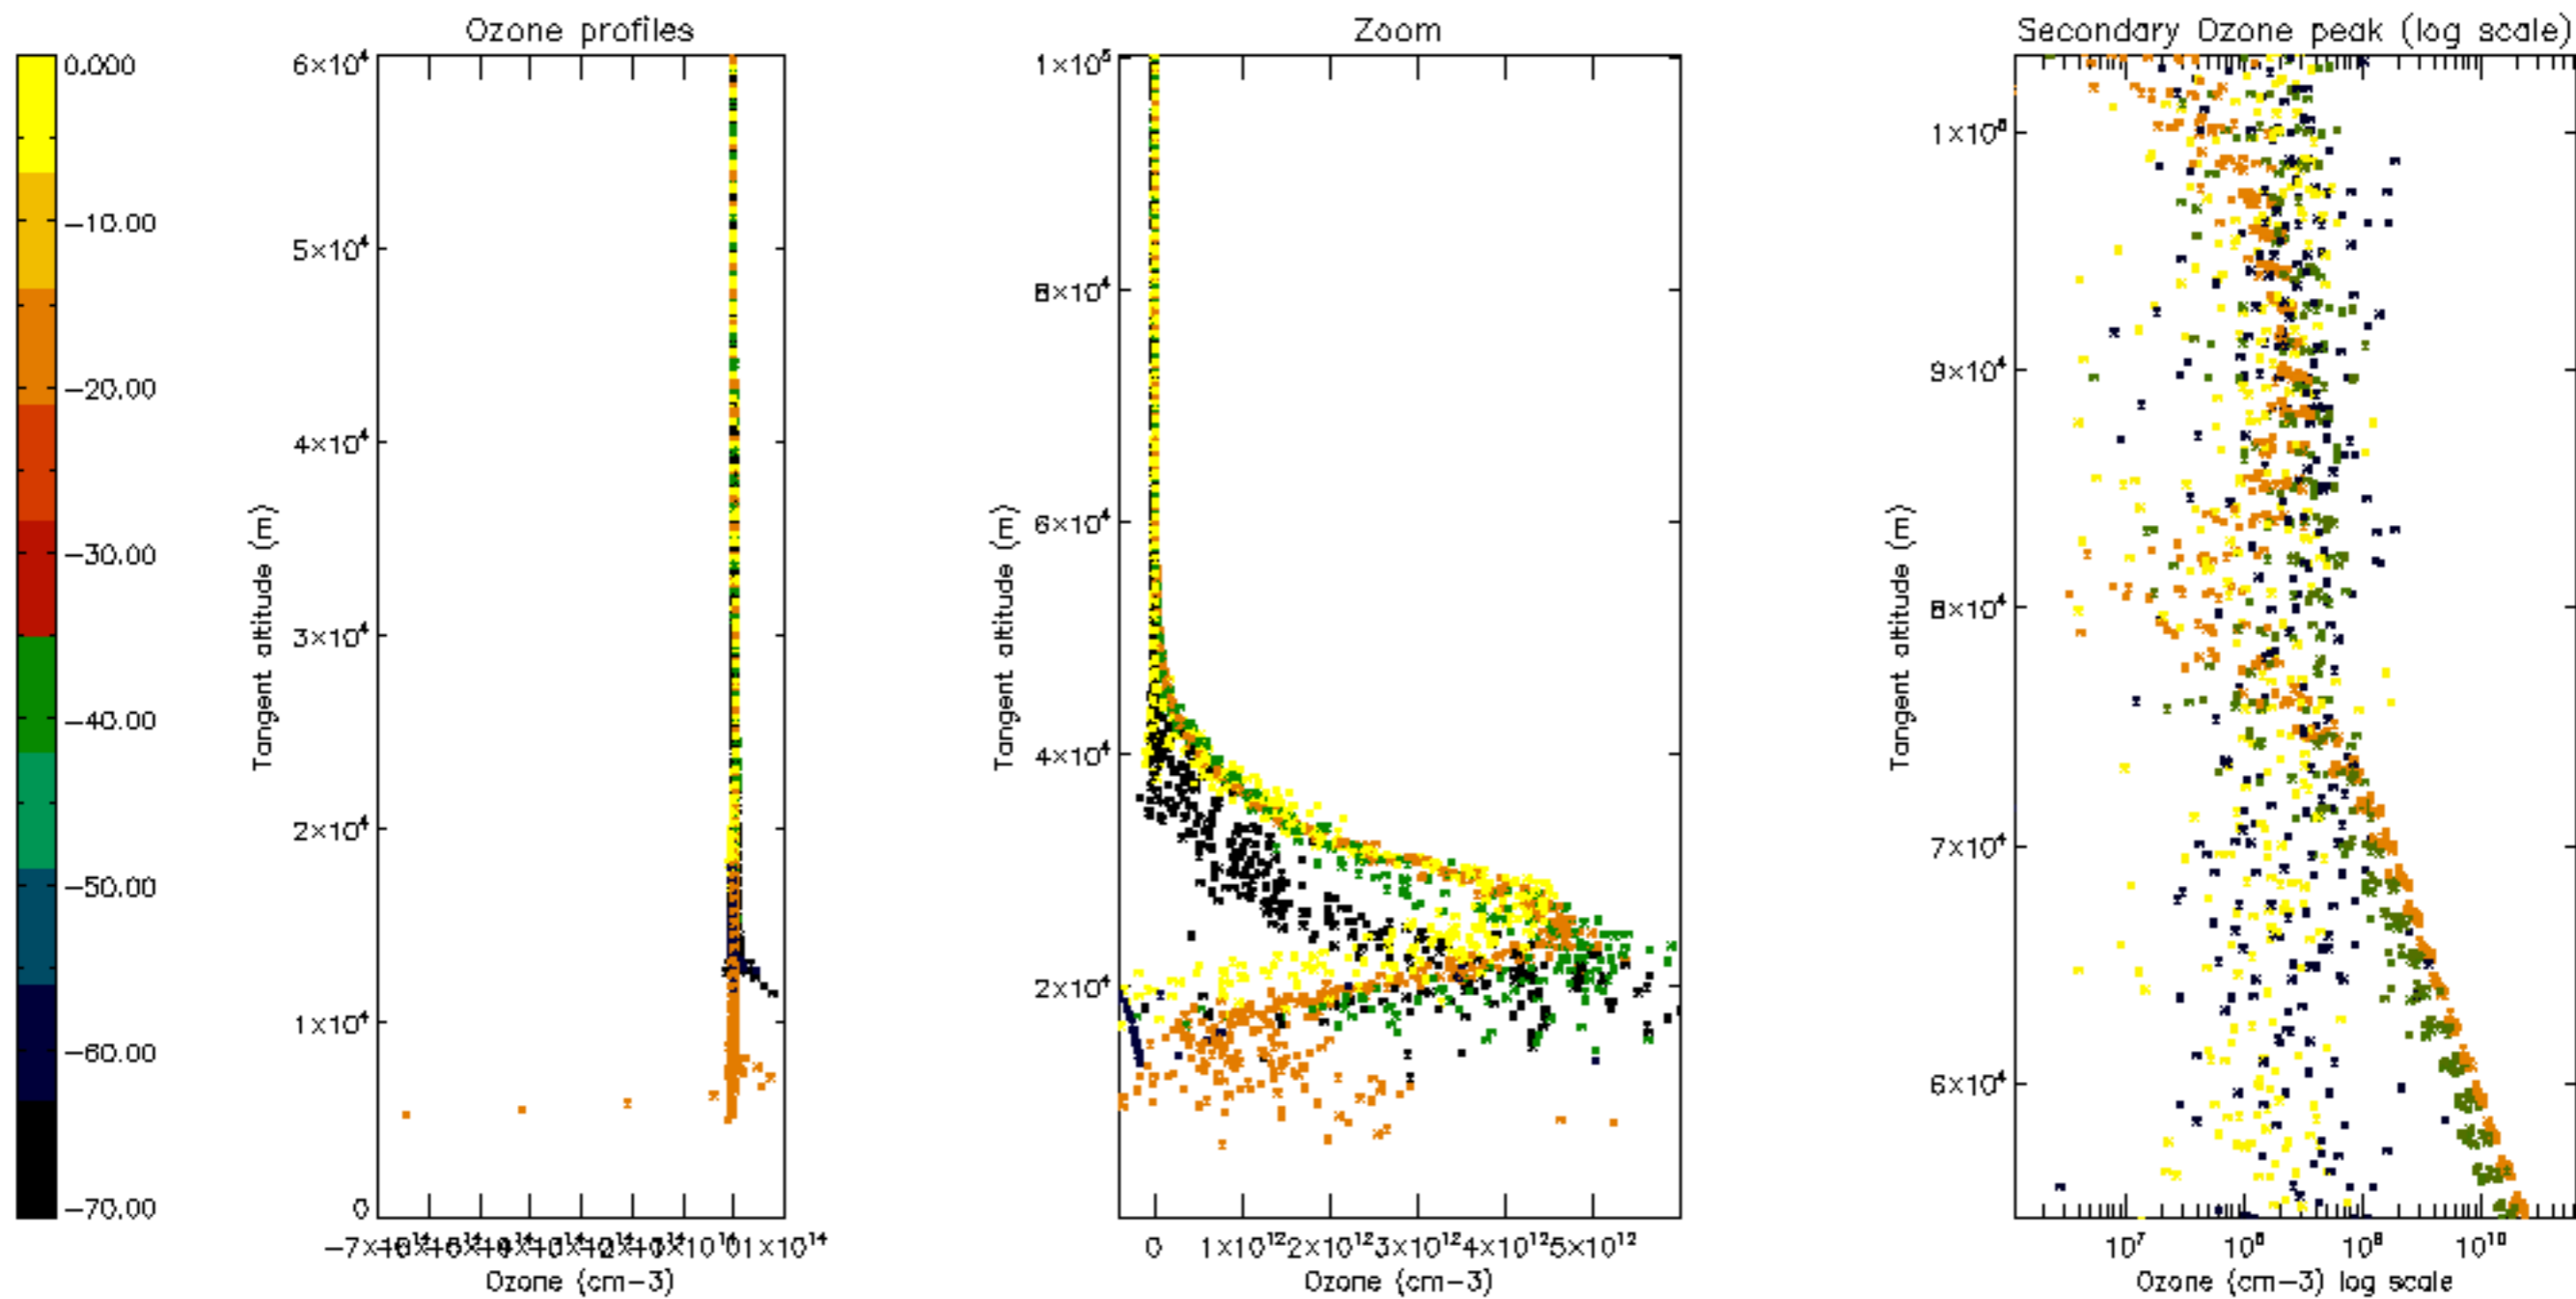 Ozone profiles
Zoom
Secondary Ozone peak (log scale)
0.000
-10.00
-20.00
-30.00
-40.00
-50.00
-60.00
-70.00
Tangent altitude (m)
6×10⁴
5×10⁴
4×10⁴
3×10⁴
2×10⁴
1×10⁴
0
1×10¹⁴
Ozone (cm-3)
Tangent altitude (m)
1×10⁵
8×10⁴
6×10⁴
4×10⁴
2×10⁴
0 1×10¹² 2×10¹² 3×10¹² 4×10¹² 5×10¹²
Ozone (cm-3)
Tangent altitude (m)
9×10⁴
8×10⁴
7×10⁴
6×10⁴
10⁷ 10⁸ 10⁹ 10¹⁰
Ozone (cm-3) log scale